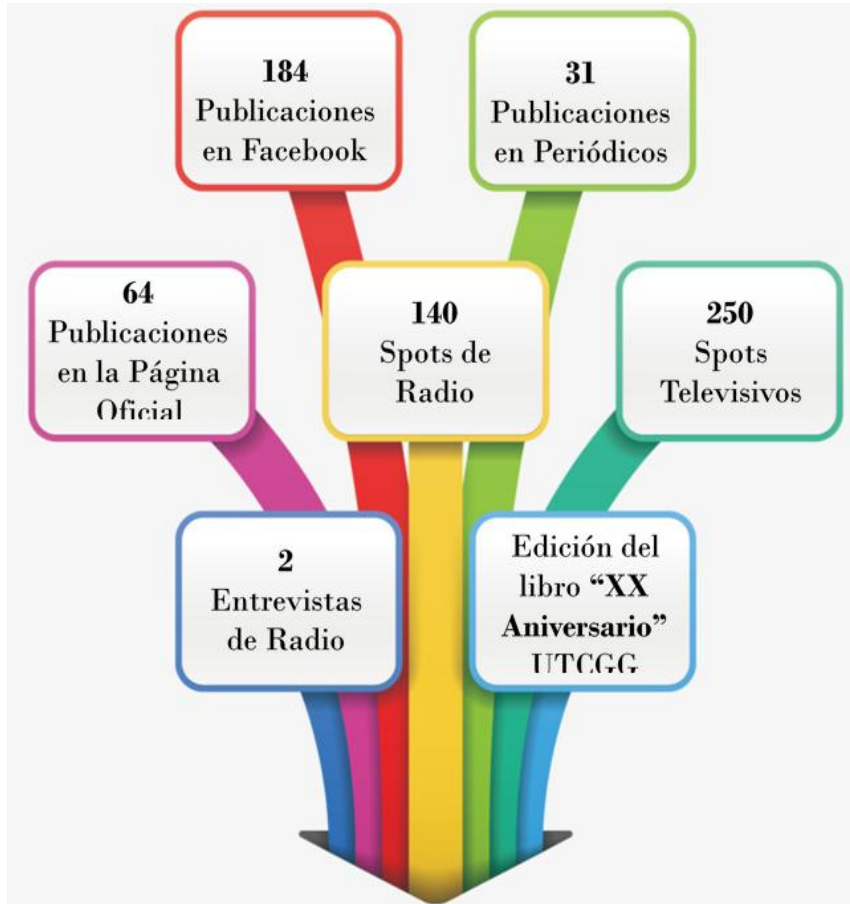 184
Publicaciones
en Facebook
31
Publicaciones
en Periódicos
64
Publicaciones
en la Página
Oficial
140
Spots de
Radio
250
Spots
Televisivos
2
Entrevistas
de Radio
Edición del
libro “XX
Aniversario”
UTCGG